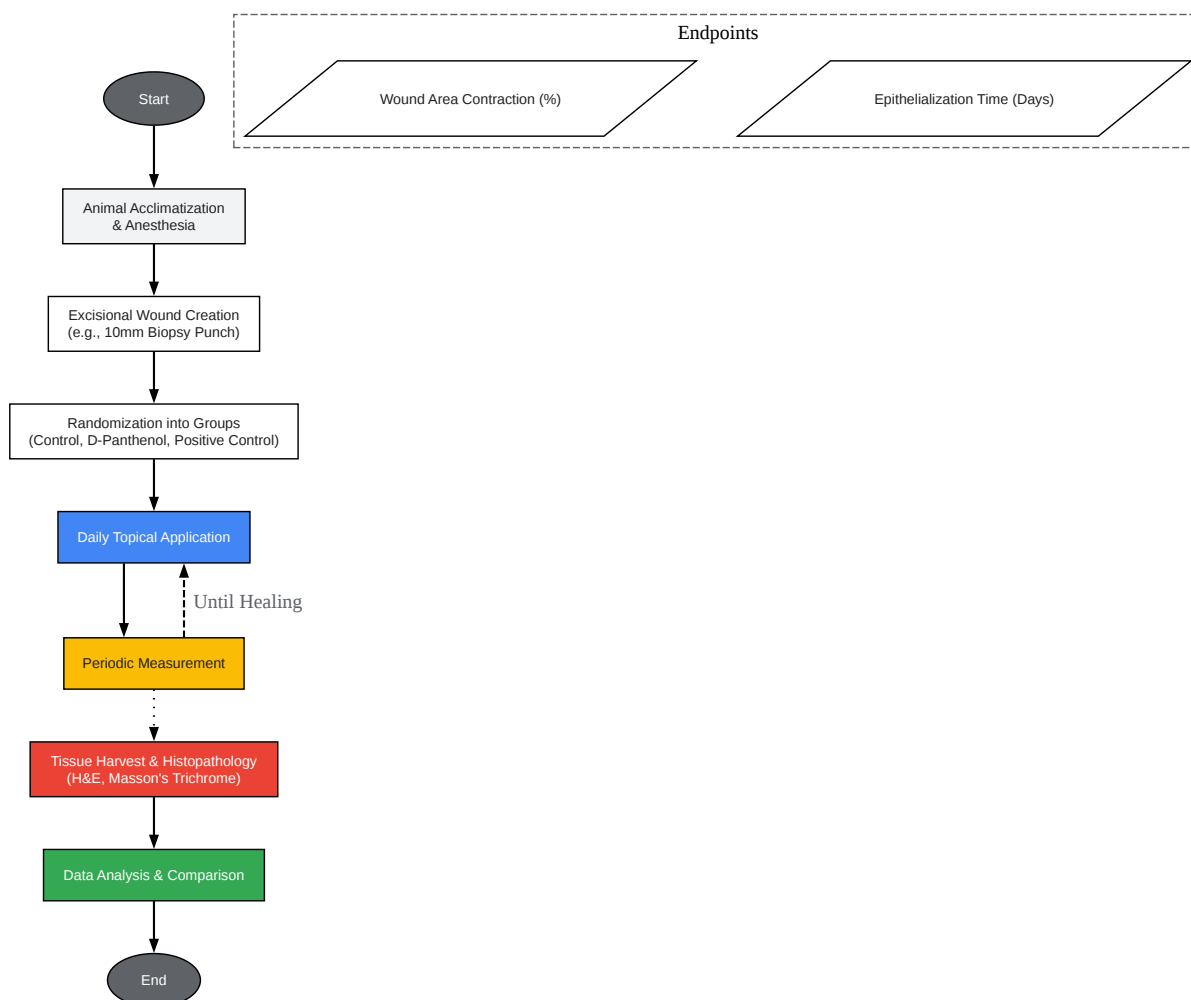 Endpoints
Wound Area Contraction (%)
Epithelialization Time (Days)
Start
Animal Acclimatization
& Anesthesia
Excisional Wound Creation
(e.g., 10mm Biopsy Punch)
Randomization into Groups
(Control, D-Panthenol, Positive Control)
Daily Topical Application
Until Healing
Periodic Measurement
Tissue Harvest & Histopathology
(H&E, Masson's Trichrome)
Data Analysis & Comparison
End